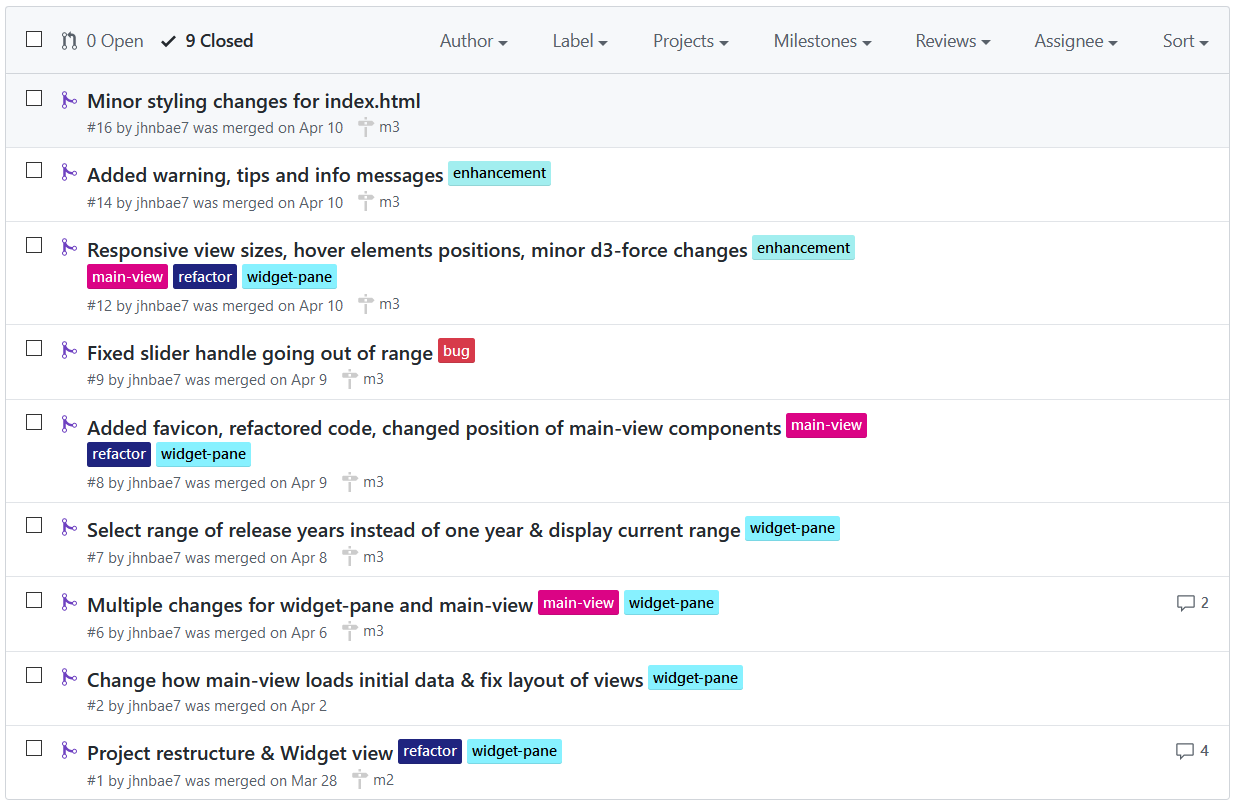 0 Open 9 Closed Author Label Projects Milestones Reviews Assignee Sort
Minor styling changes for index.html
#16 by jhnbae7 was merged on Apr 10 m3
Added warning, tips and info messages enhancement
#14 by jhnbae7 was merged on Apr 10 m3
Responsive view sizes, hover elements positions, minor d3-force changes enhancement
main-view refactor widget-pane
#12 by jhnbae7 was merged on Apr 10 m3
Fixed slider handle going out of range bug
#9 by jhnbae7 was merged on Apr 9 m3
Added favicon, refactored code, changed position of main-view components main-view
refactor widget-pane
#8 by jhnbae7 was merged on Apr 9 m3
Select range of release years instead of one year & display current range widget-pane
#7 by jhnbae7 was merged on Apr 8 m3
Multiple changes for widget-pane and main-view main-view widget-pane 2
#6 by jhnbae7 was merged on Apr 6 m3
Change how main-view loads initial data & fix layout of views widget-pane
#2 by jhnbae7 was merged on Apr 2
Project restructure & Widget view refactor widget-pane 4
#1 by jhnbae7 was merged on Mar 28 m2